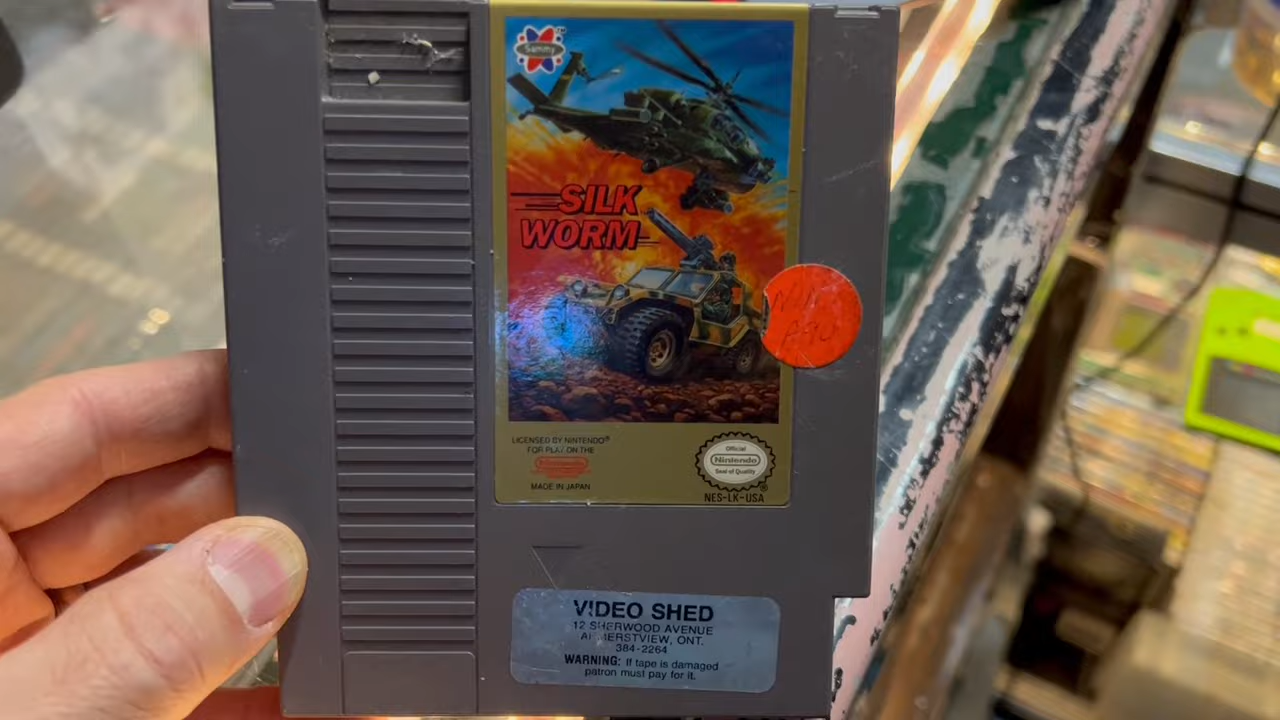 Sammy
SILK
WORM
LICENSED BY NINTENDO®
FOR PLAY ON THE
Nintendo
MADE IN JAPAN
Official
Nintendo
Seal of Quality
NES-LK-USA
VIDEO SHED
12 SHERWOOD AVENUE
AMHERSTVIEW, ONT.
384-2264
WARNING: If tape is damaged
patron must pay for it.